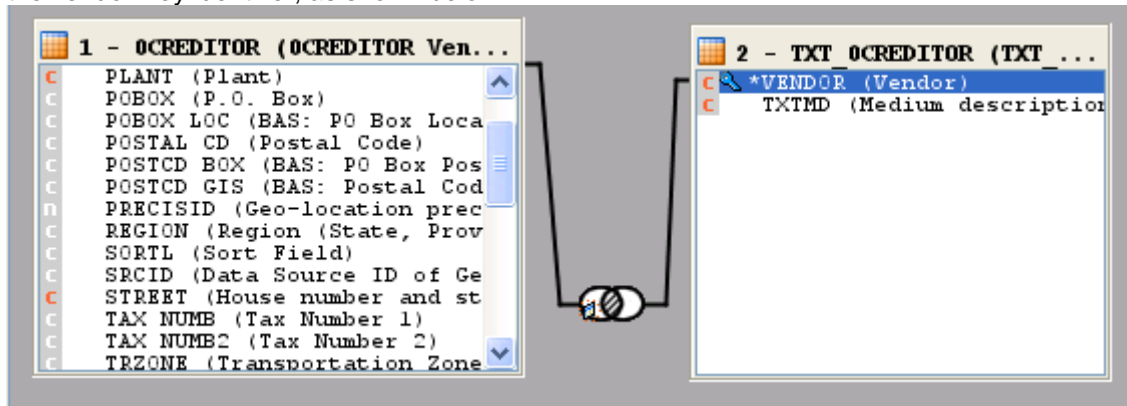 1 - 0CREDITOR (0CREDITOR Ven...
c PLANT (Plant)
c POBOX (P.O. Box)
c POBOX LOC (BAS: PO Box Loca
c POSTAL CD (Postal Code)
c POSTCD BOX (BAS: PO Box Pos
c POSTCD GIS (BAS: Postal Cod
n PRECISID (Geo-location prec
c REGION (Region (State, Prov
c SORTL (Sort Field)
c SRCID (Data Source ID of Ge
c STREET (House number and st
c TAX NUMB (Tax Number 1)
c TAX NUMB2 (Tax Number 2)
c TRZONE (Transportation Zone
2 - TXT_0CREDITOR (TXT_...
c *VENDOR (Vendor)
c TXTMD (Medium description